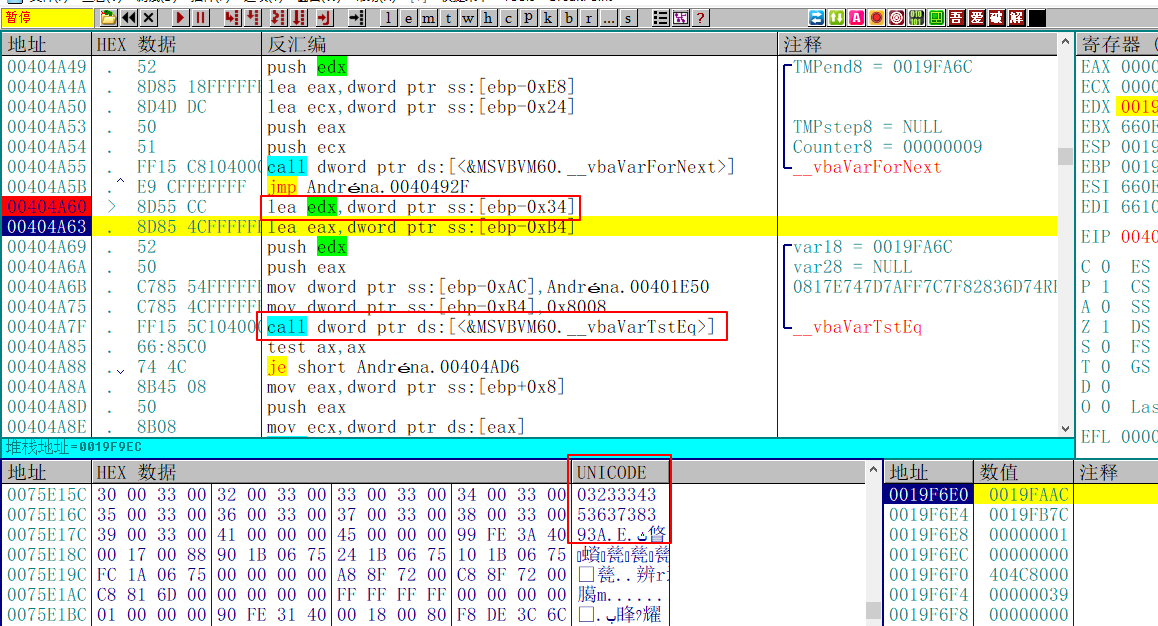 暂停
l e m t w h c p k b r ... s
?
吾 爱 破 解
地址 HEX 数据 反汇编 注释 寄存器 (
00404A49 . 52 push edx TMPend8 = 0019FA6C EAX 0000
00404A4A . 8D85 18FFFFFF lea eax,dword ptr ss:[ebp-0xE8] ECX 0000
00404A50 . 8D4D DC lea ecx,dword ptr ss:[ebp-0x24] EDX 0019
00404A53 . 50 push eax TMPstep8 = NULL EBX 660E
00404A54 . 51 push ecx Counter8 = 00000009 ESP 0019
00404A55 . FF15 C8104000 call dword ptr ds:[<&MSVBVM60.__vbaVarForNext>] __vbaVarForNext EBP 0019
00404A5B . E9 CFFEFFFF jmp Andréna.0040492F ESI 660E
00404A60 > 8D55 CC lea edx,dword ptr ss:[ebp-0x34] EDI 6610
00404A63 . 8D85 4CFFFFFF lea eax,dword ptr ss:[ebp-0xB4]
00404A69 . 52 push edx var18 = 0019FA6C EIP 0040
00404A6A . 50 push eax var28 = NULL C 0 ES
00404A6B . C785 54FFFFFF mov dword ptr ss:[ebp-0xAC],Andréna.00401E50 0817E747D7AFF7C7F82836D74RI P 1 CS
00404A75 . C785 4CFFFFFF mov dword ptr ss:[ebp-0xB4],0x8008 A 0 SS
00404A7F . FF15 5C104000 call dword ptr ds:[<&MSVBVM60.__vbaVarTstEq>] __vbaVarTstEq Z 1 DS
00404A85 . 66:85C0 test ax,ax S 0 FS
00404A88 . 74 4C je short Andréna.00404AD6 T 0 GS
00404A8A . 8B45 08 mov eax,dword ptr ss:[ebp+0x8] D 0
00404A8D . 50 push eax O 0 Las
00404A8E . 8B08 mov ecx,dword ptr ds:[eax]
EFL 0000
堆栈地址=0019F9EC
地址 HEX 数据 UNICODE 地址 数值 注释
0075E15C 30 00 33 00 32 00 33 00 33 00 33 00 34 00 33 00 03233343 0019F6E0 0019FAAC
0075E16C 35 00 33 00 36 00 33 00 37 00 33 00 38 00 33 00 53637383 0019F6E4 0019FB7C
0075E17C 39 00 33 00 41 00 00 00 45 00 00 00 99 FE 3A 40 93A.E. 0019F6E8 00000001
0075E18C 00 17 00 88 90 1B 06 75 24 1B 06 75 10 1B 06 75 0019F6EC 00000000
0075E19C FC 1A 06 75 00 00 00 00 A8 8F 72 00 C8 8F 72 00 0019F6F0 404C8000
0075E1AC C8 81 6D 00 00 00 00 00 FF FF FF FF 00 00 00 00 0019F6F4 00000039
0075E1BC 01 00 00 00 90 FE 31 40 00 18 00 80 F8 DE 3C 6C 0019F6F8 00000000